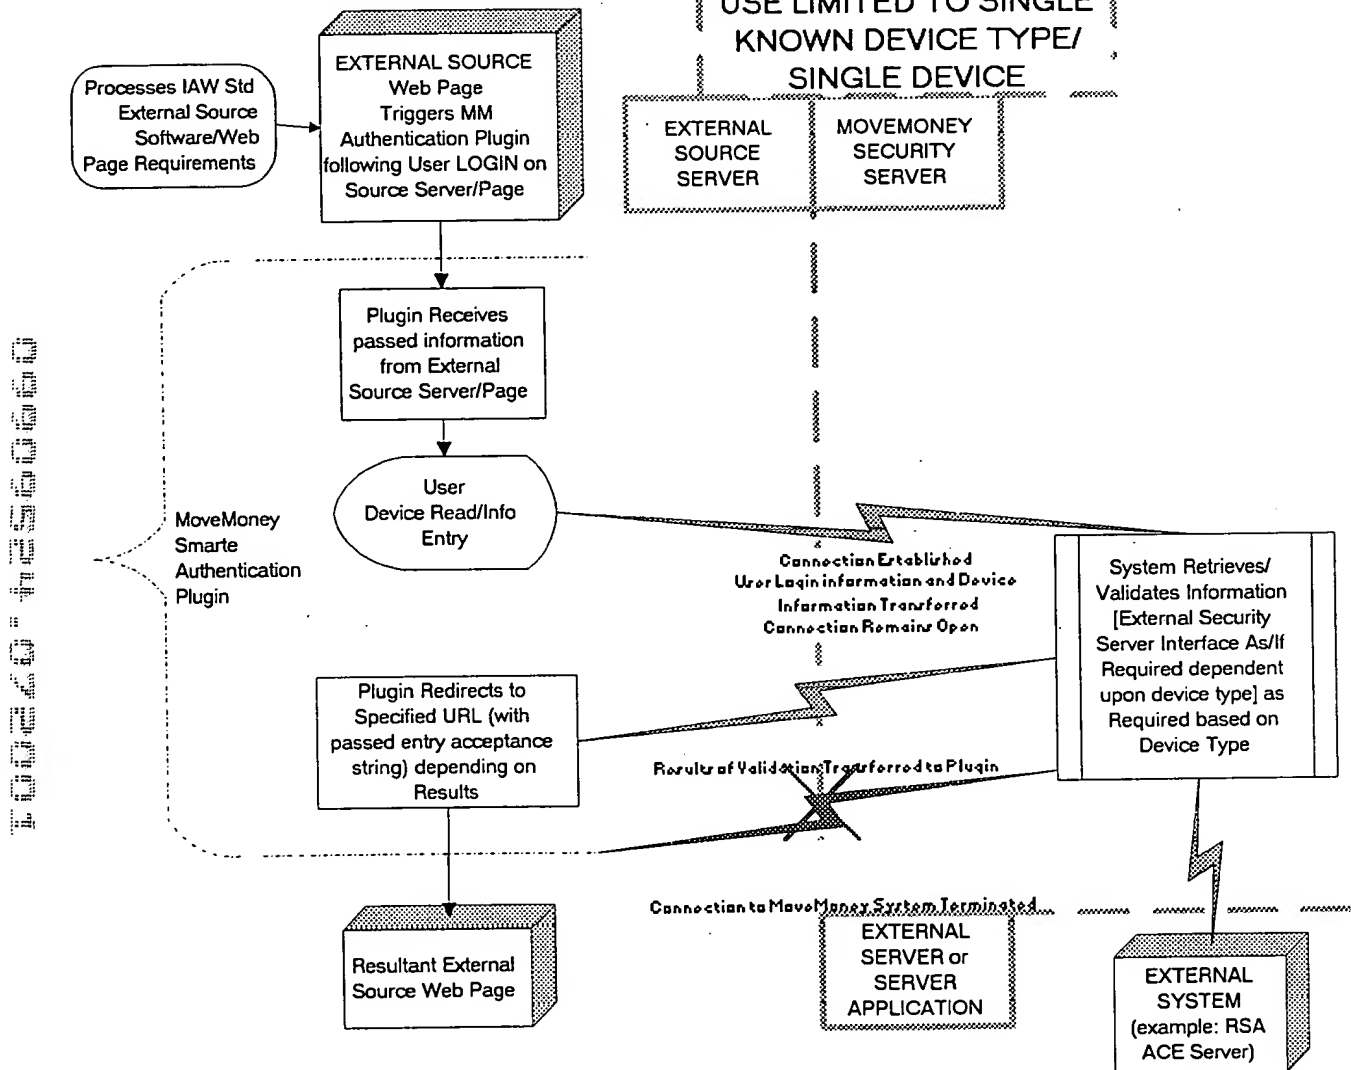 USE LIMITED TO SINGLE
KNOWN DEVICE TYPE/
SINGLE DEVICE
Processes IAW Std
External Source
Software/Web
Page Requirements
EXTERNAL SOURCE
Web Page
Triggers MM
Authentication Plugin
following User LOGIN on
Source Server/Page
EXTERNAL
SOURCE
SERVER
MOVEMONEY
SECURITY
SERVER
Plugin Receives
passed information
from External
Source Server/Page
User
Device Read/Info
Entry
MoveMoney
Smarte
Authentication
Plugin
Connection Established
User Login information and Device
Information Transferred
Connection Remains Open
System Retrieves/
Validates Information
[External Security
Server Interface As/If
Required dependent
upon device type] as
Required based on
Device Type
Plugin Redirects to
Specified URL (with
passed entry acceptance
string) depending on
Results
Results of Validation Transferred to Plugin
Connection to MoveMoney System Terminated
Resultant External
Source Web Page
EXTERNAL
SERVER or
SERVER
APPLICATION
EXTERNAL
SYSTEM
(example: RSA
ACE Server)